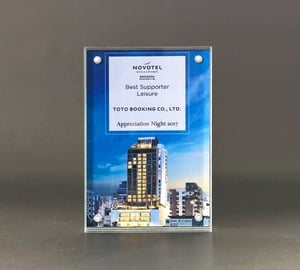 NOVOTEL
Best Supporter
Leisure
TOTO BOOKING CO., LTD.
Appreciation Night 2017